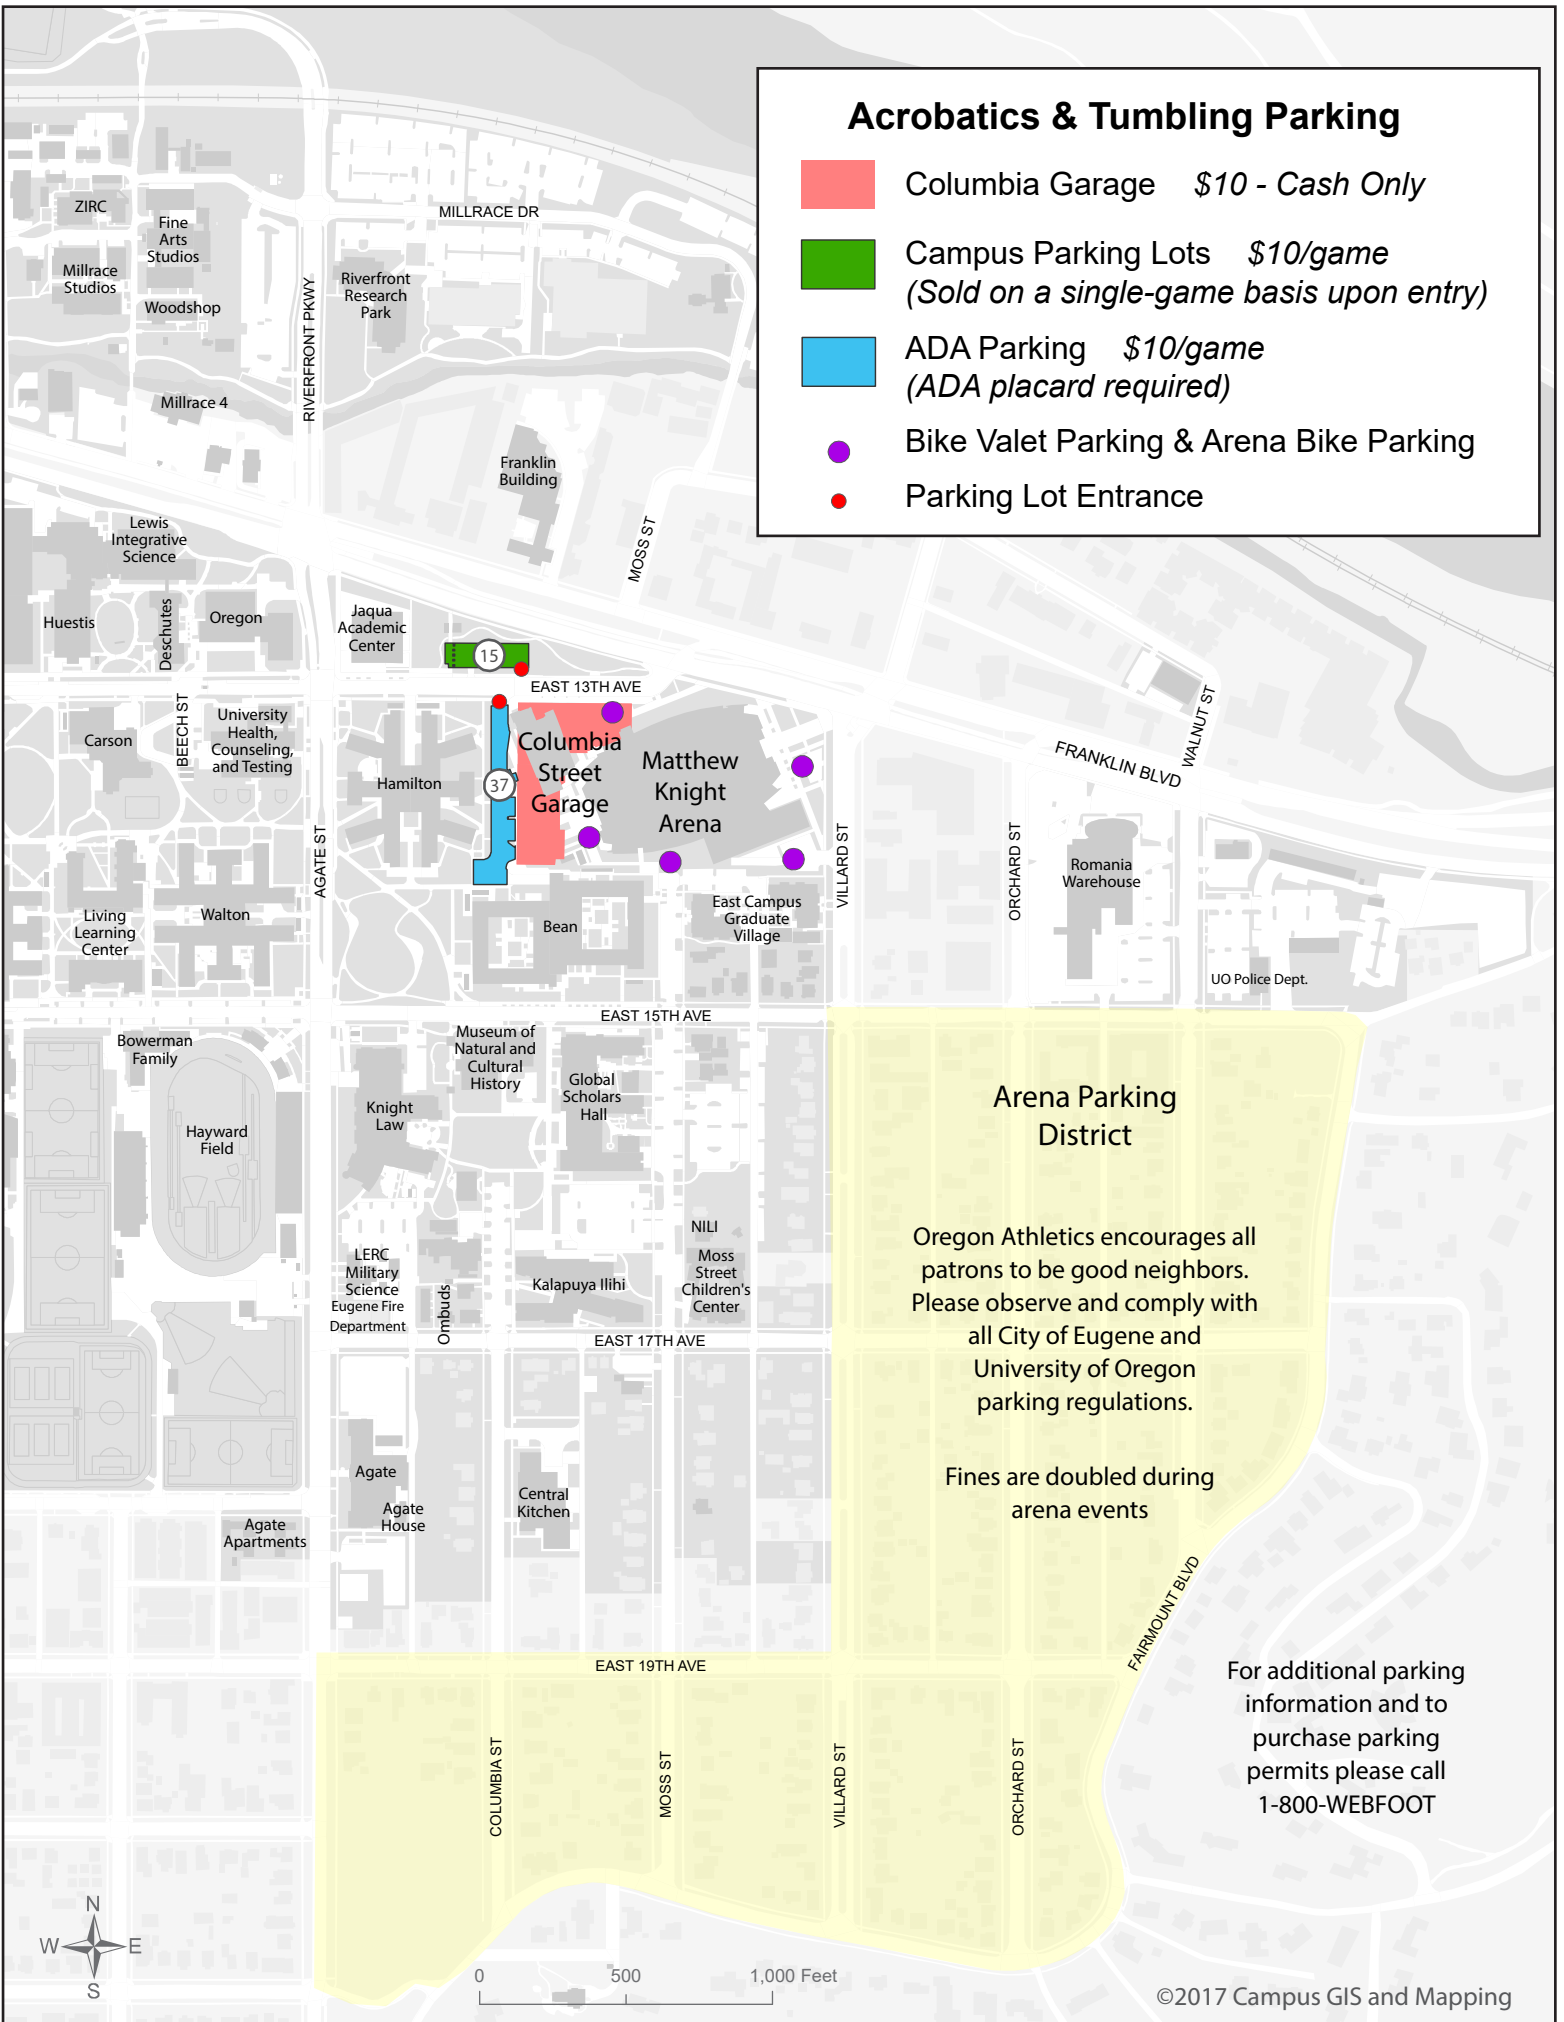 Acrobatics & Tumbling Parking
Columbia Garage $10 - Cash Only
Campus Parking Lots $10/game
(Sold on a single-game basis upon entry)
ADA Parking $10/game
(ADA placard required)
Bike Valet Parking & Arena Bike Parking
Parking Lot Entrance
ZIRC
Fine
Arts
Studios
Millrace
Studios
Woodshop
MILLRACE DR
Riverfront
Research
Park
RIVERFRONT PKWY
Millrace 4
Franklin
Building
MOSS ST
Lewis
Integrative
Science
Huestis
Deschutes
Oregon
Jaqua
Academic
Center
15
EAST 13TH AVE
BEECH ST
Carson
University
Health,
Counseling,
and Testing
Hamilton
37
Columbia
Street
Garage
Matthew
Knight
Arena
FRANKLIN BLVD
WALNUT ST
AGATE ST
VILLARD ST
ORCHARD ST
Romania
Warehouse
Living
Learning
Center
Walton
Bean
East Campus
Graduate
Village
UO Police Dept.
EAST 15TH AVE
Bowerman
Family
Museum of
Natural and
Cultural
History
Global
Scholars
Hall
Knight
Law
Hayward
Field
Arena Parking
District
Oregon Athletics encourages all
patrons to be good neighbors.
Please observe and comply with
all City of Eugene and
University of Oregon
parking regulations.
Fines are doubled during
arena events
NILI
Moss
Street
Children's
Center
LERC
Military
Science
Eugene Fire
Department
Ombuds
Kalapuya Ilihi
EAST 17TH AVE
Agate
Agate
House
Central
Kitchen
Agate
Apartments
FAIRMOUNT BLVD
EAST 19TH AVE
COLUMBIA ST
MOSS ST
VILLARD ST
ORCHARD ST
For additional parking
information and to
purchase parking
permits please call
1-800-WEBFOOT
N
W E
S
0 500 1,000 Feet
©2017 Campus GIS and Mapping